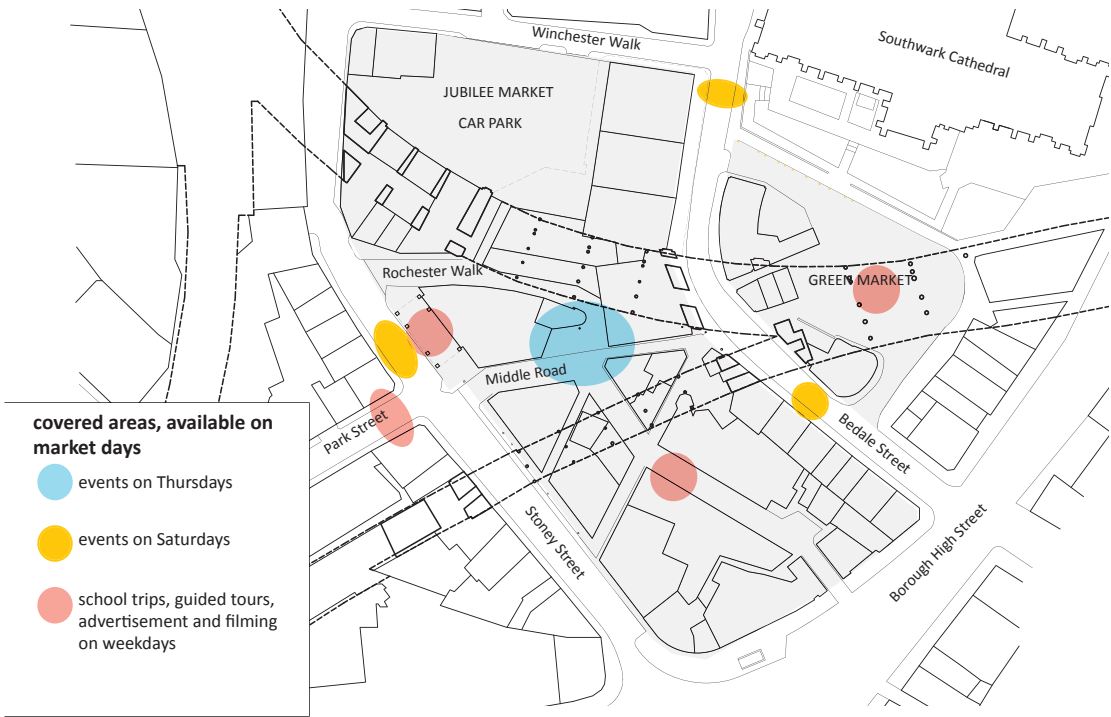 Winchester Walk
Southwark Cathedral
JUBILEE MARKET
CAR PARK
Rochester Walk
GREEN MARKET
Middle Road
Park Street
Bedale Street
Stoney Street
Borough High Street
covered areas, available on
market days
events on Thursdays
events on Saturdays
school trips, guided tours,
advertisement and filming
on weekdays